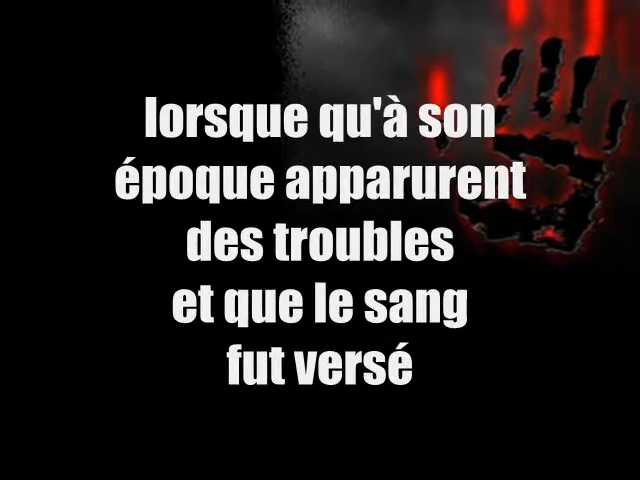 lorsque qu'à son
époque apparurent
des troubles
et que le sang
fut versé